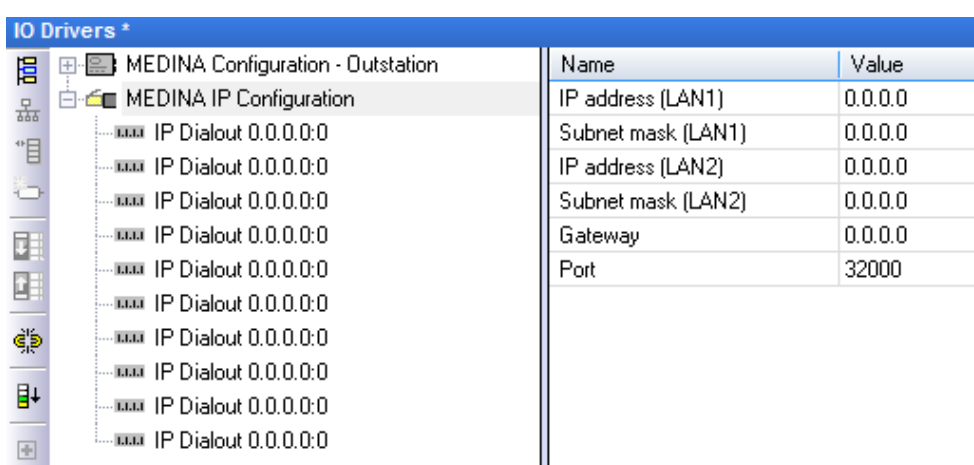 IO Drivers *
MEDINA Configuration - Outstation
MEDINA IP Configuration
IP Dialout 0.0.0.0:0
IP Dialout 0.0.0.0:0
IP Dialout 0.0.0.0:0
IP Dialout 0.0.0.0:0
IP Dialout 0.0.0.0:0
IP Dialout 0.0.0.0:0
IP Dialout 0.0.0.0:0
IP Dialout 0.0.0.0:0
IP Dialout 0.0.0.0:0
IP Dialout 0.0.0.0:0
Name Value
IP address (LAN1) 0.0.0.0
Subnet mask (LAN1) 0.0.0.0
IP address (LAN2) 0.0.0.0
Subnet mask (LAN2) 0.0.0.0
Gateway 0.0.0.0
Port 32000